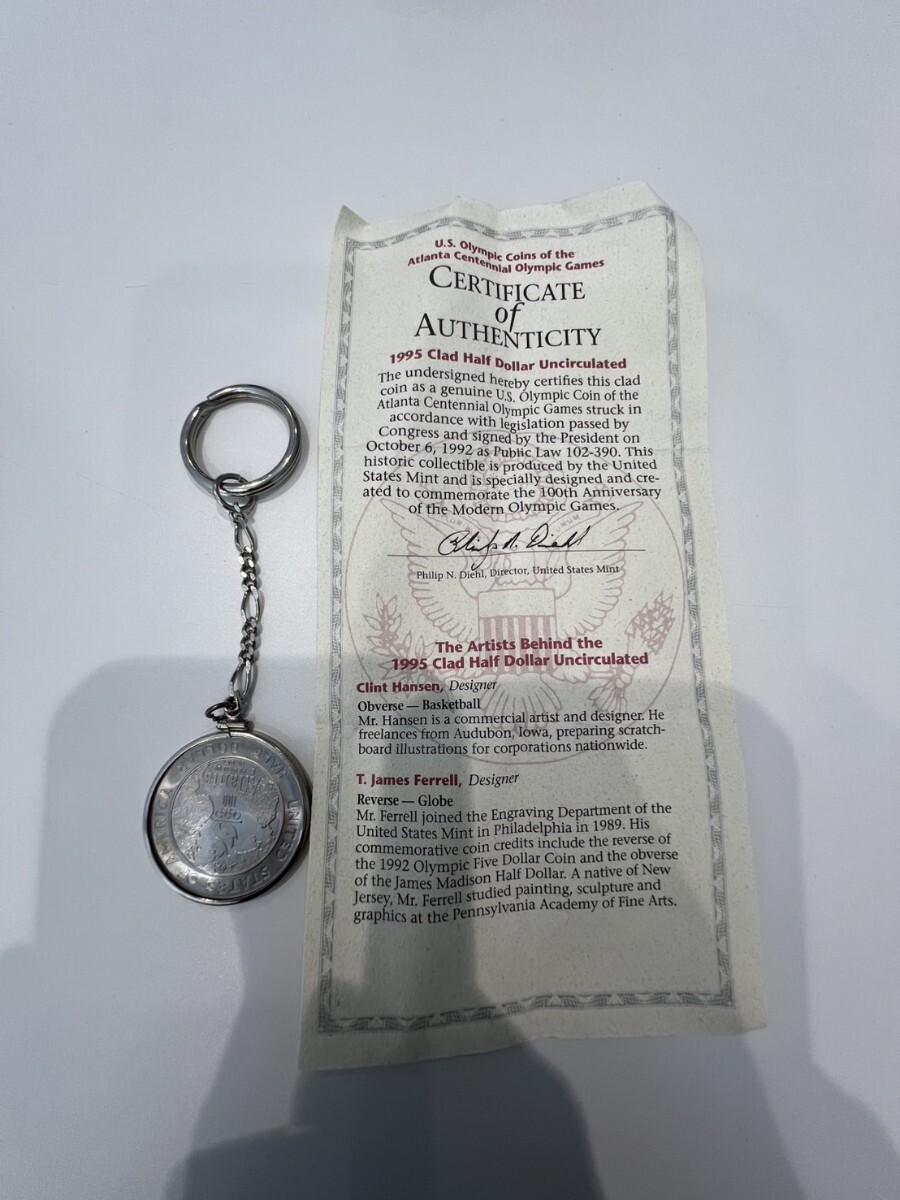 U.S. Olympic Coins of the
Atlanta Centennial Olympic Games
CERTIFICATE
of
AUTHENTICITY
1995 Clad Half Dollar Uncirculated
The undersigned hereby certifies this clad
coin as a genuine U.S. Olympic Coin of the
Atlanta Centennial Olympic Games struck in
accordance with legislation passed by
Congress and signed by the President on
October 6, 1992 as Public Law 102-390. This
historic collectible is produced by the United
States Mint and is specially designed and cre-
ated to commemorate the 100th Anniversary
of the Modern Olympic Games.
Philip N. Diehl
Philip N. Diehl, Director, United States Mint
The Artists Behind the
1995 Clad Half Dollar Uncirculated
Clint Hansen, Designer
Obverse — Basketball
Mr. Hansen is a commercial artist and designer. He
freelances from Audubon, Iowa, preparing scratch-
board illustrations for corporations nationwide.
T. James Ferrell, Designer
Reverse — Globe
Mr. Ferrell joined the Engraving Department of the
United States Mint in Philadelphia in 1989. His
commemorative coin credits include the reverse of
the 1992 Olympic Five Dollar Coin and the obverse
of the James Madison Half Dollar. A native of New
Jersey, Mr. Ferrell studied painting, sculpture and
graphics at the Pennsylvania Academy of Fine Arts.
UNITED STATES OF AMERICA
HALF DOLLAR
Atlanta